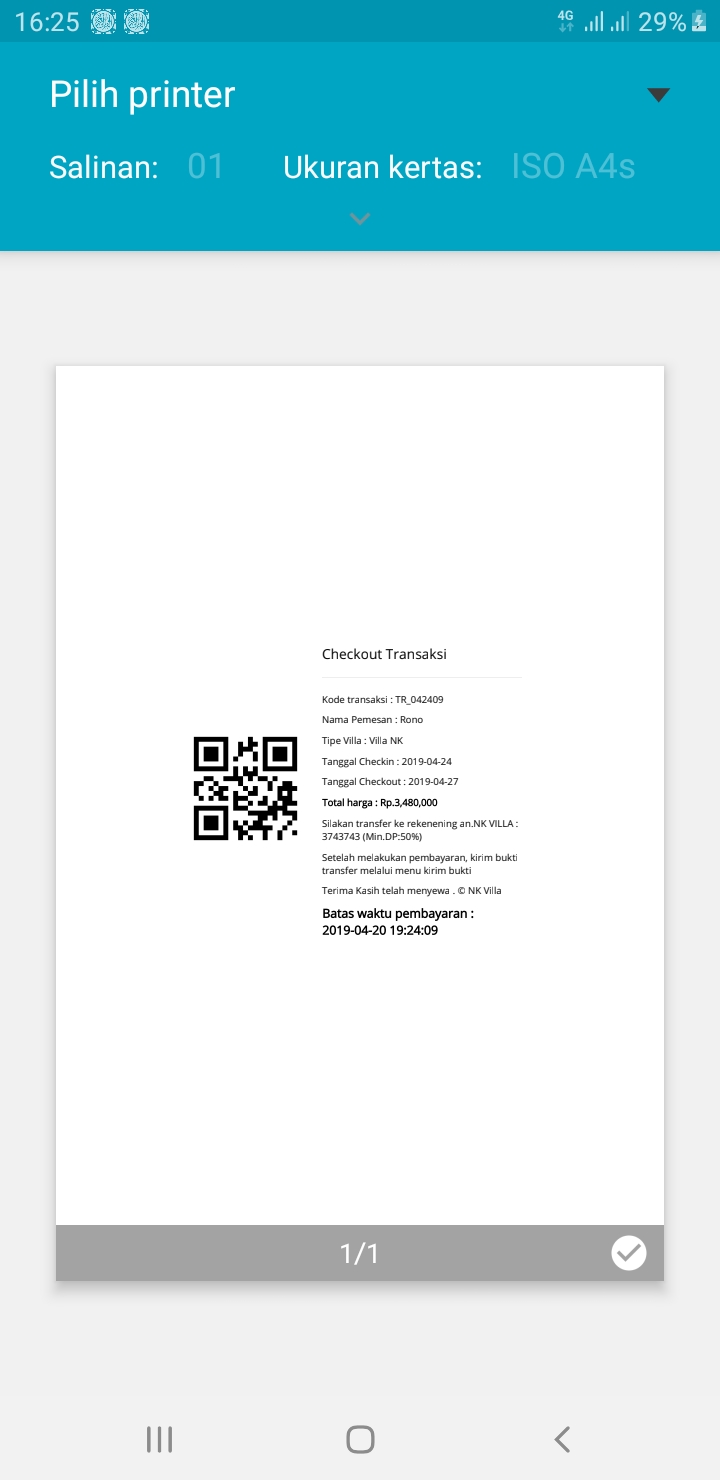 16:25 4G 29%
Pilih printer
Salinan: 01 Ukuran kertas: ISO A4s
Checkout Transaksi
Kode transaksi : TR_042409
Nama Pemesan : Rono
Tipe Villa : Villa NK
Tanggal Checkin : 2019-04-24
Tanggal Checkout : 2019-04-27
Total harga : Rp.3,480,000
Silakan transfer ke rekenening an.NK VILLA :
3743743 (Min.DP:50%)
Setelah melakukan pembayaran, kirim bukti
transfer melalui menu kirim bukti
Terima Kasih telah menyewa . © NK Villa
Batas waktu pembayaran :
2019-04-20 19:24:09
1/1